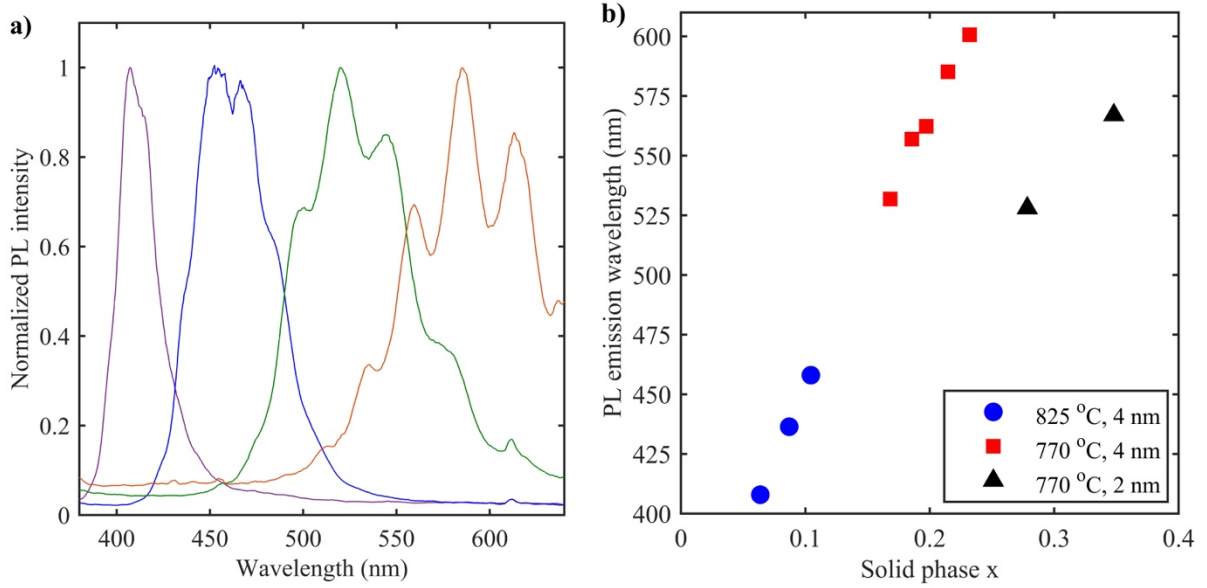 a)
Normalized PL intensity
1
0.8
0.6
0.4
0.2
0
400
450
500
550
600
Wavelength (nm)
b)
PL emission wavelength (nm)
600
575
550
525
500
475
450
425
400
0
0.1
0.2
0.3
0.4
Solid phase x
825 °C, 4 nm
770 °C, 4 nm
770 °C, 2 nm